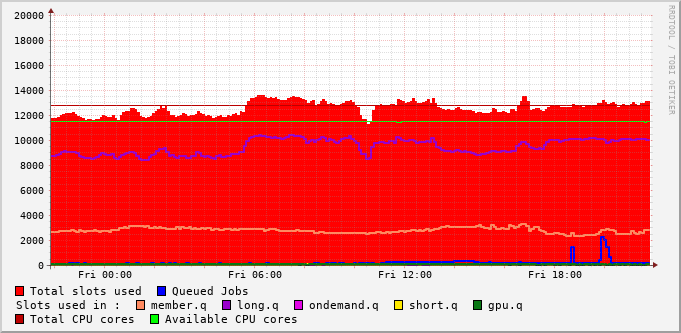 20000
18000
16000
14000
12000
10000
8000
6000
4000
2000
0
Fri 00:00 Fri 06:00 Fri 12:00 Fri 18:00
RRDTOOL / TOBI OETIKER
Total slots used Queued Jobs
Slots used in : member.q long.q ondemand.q short.q gpu.q
Total CPU cores Available CPU cores